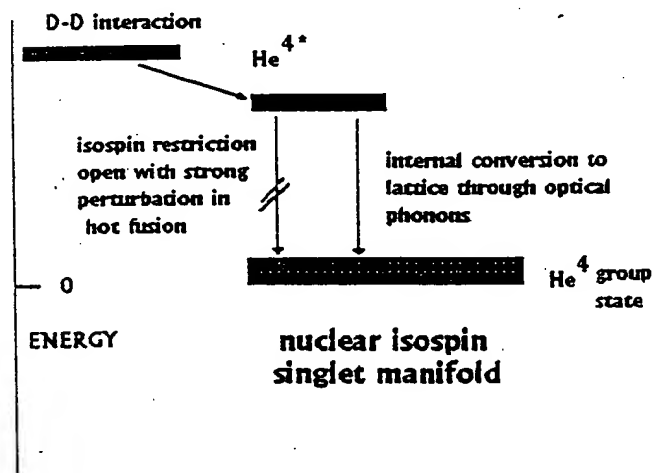 D-D interaction
He4*
isospin restriction
open with strong
perturbation in
hot fusion
internal conversion to
lattice through optical
phonons
0
He4 group
state
ENERGY
nuclear isospin
singlet manifold